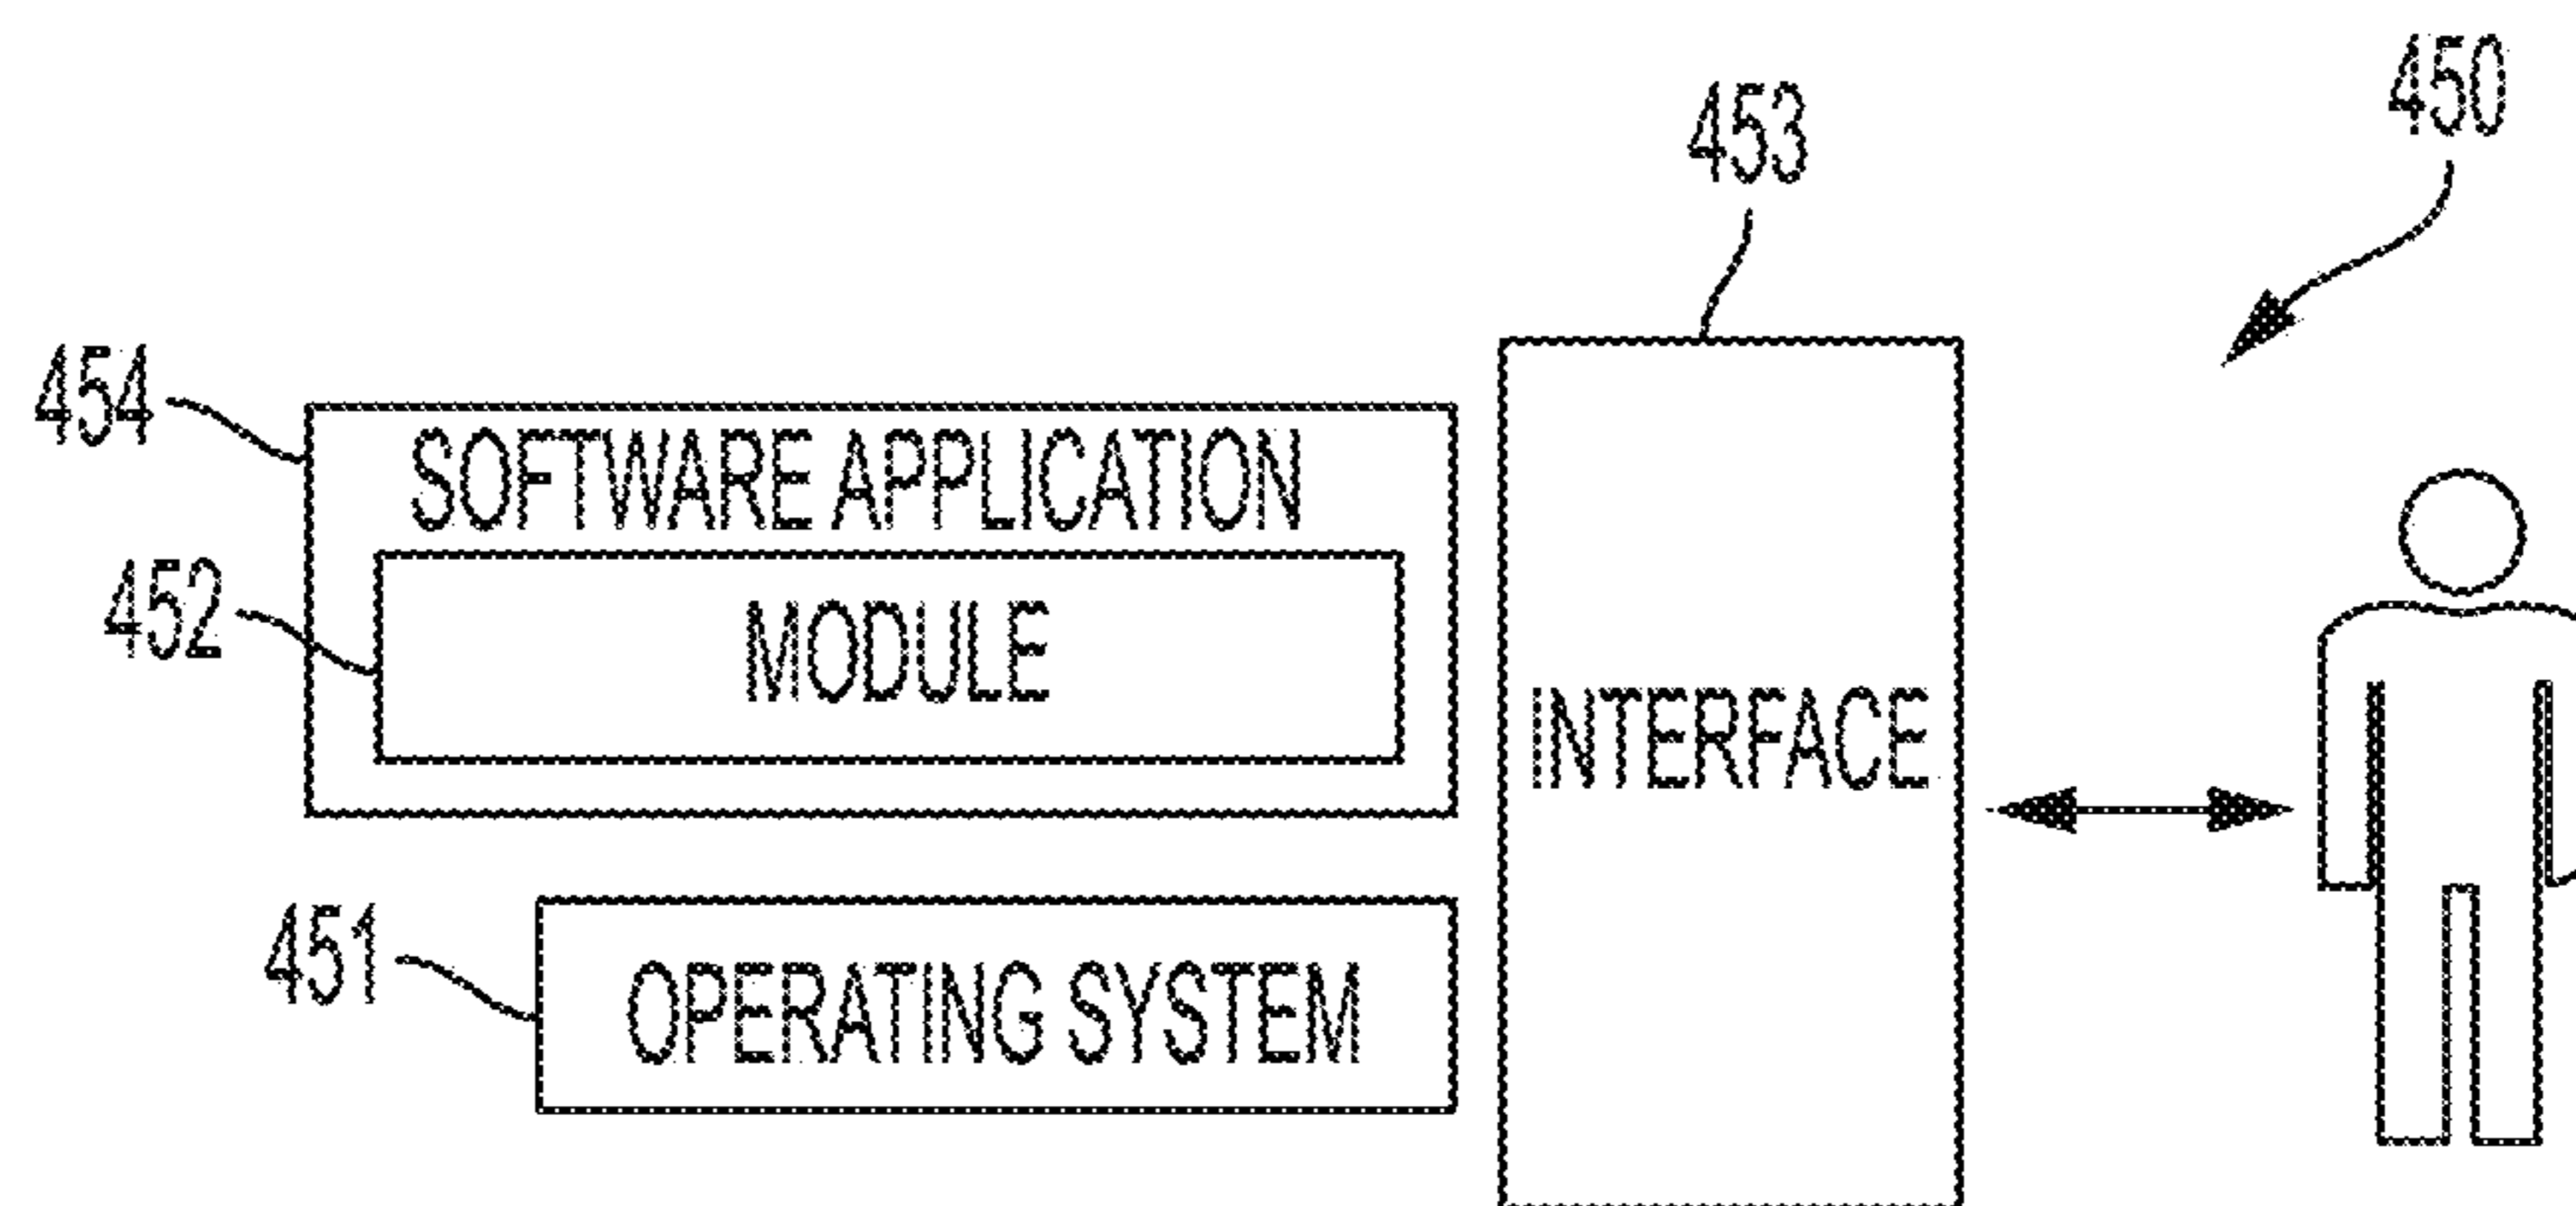 450
453
454
SOFTWARE APPLICATION
452
MODULE
INTERFACE
451
OPERATING SYSTEM